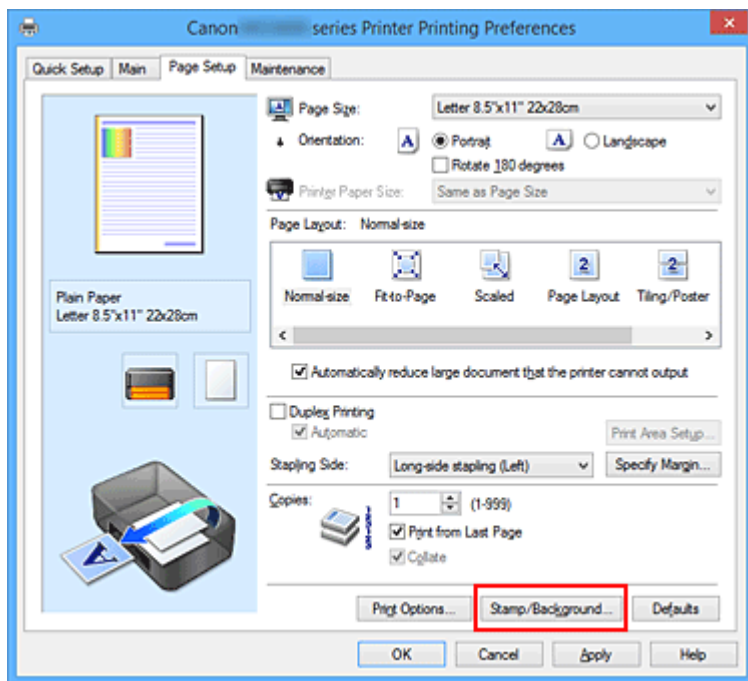 Canon series Printer Printing Preferences
Quick Setup Main Page Setup Maintenance
Page Size: Letter 8.5"x11" 22x28cm
Orientation: A Portrait A Landscape
Rotate 180 degrees
Printer Paper Size: Same as Page Size
Page Layout: Normal-size
2 2
Normal-size Fit-to-Page Scaled Page Layout Tiling/Poster
Plain Paper
Letter 8.5"x11" 22x28cm
Automatically reduce large document that the printer cannot output
Duplex Printing
Automatic
Print Area Setup...
Stapling Side: Long-side stapling (Left) Specify Margin...
Copies: 1 (1-999)
Print from Last Page
Collate
A
Print Options... Stamp/Background... Defaults
OK Cancel Apply Help